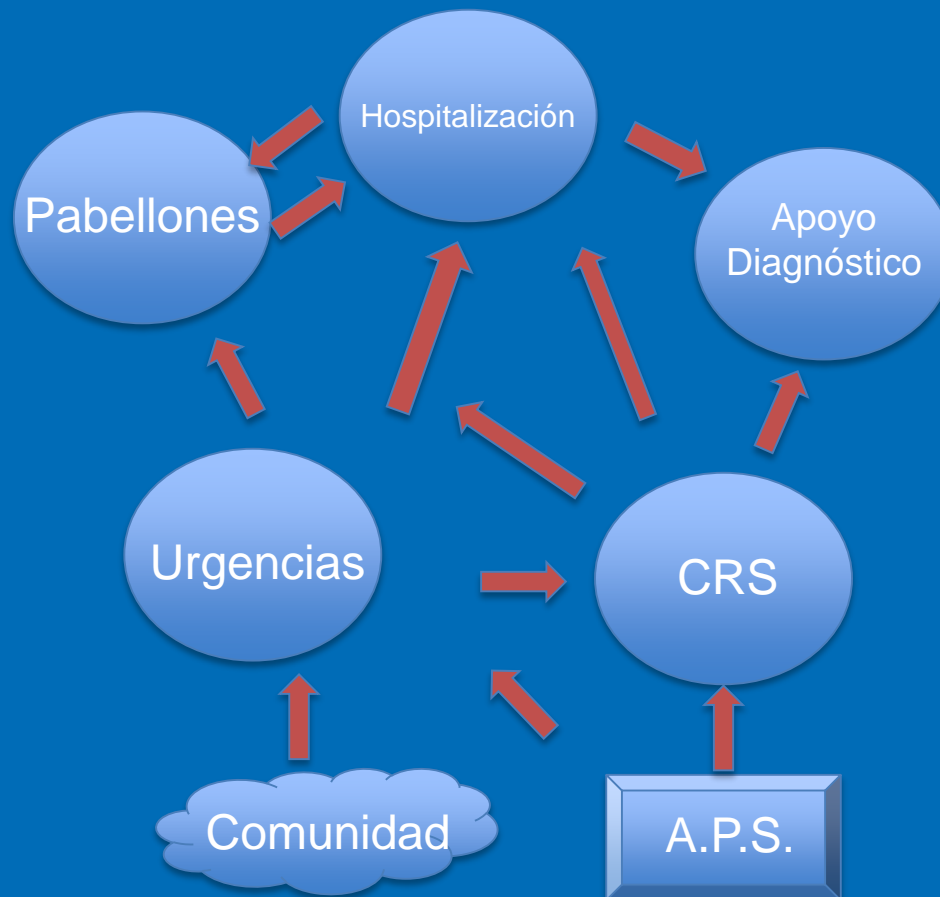 Hospitalización
Pabellones
Apoyo
Diagnóstico
Urgencias
CRS
Comunidad
A.P.S.